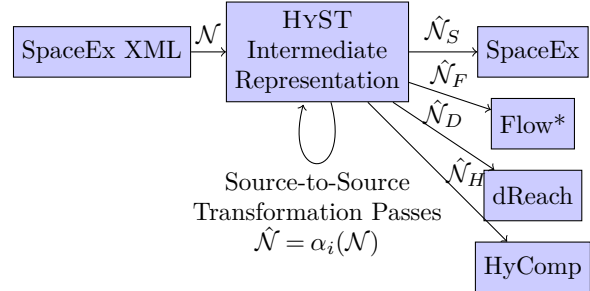 SpaceEx XML
𝒩
HYST
Intermediate
Representation
𝒩̂_S
SpaceEx
𝒩̂_F
Flow*
𝒩̂_D
dReach
𝒩̂_H
HyComp
Source-to-Source
Transformation Passes
𝒩̂ = α_i(𝒩)